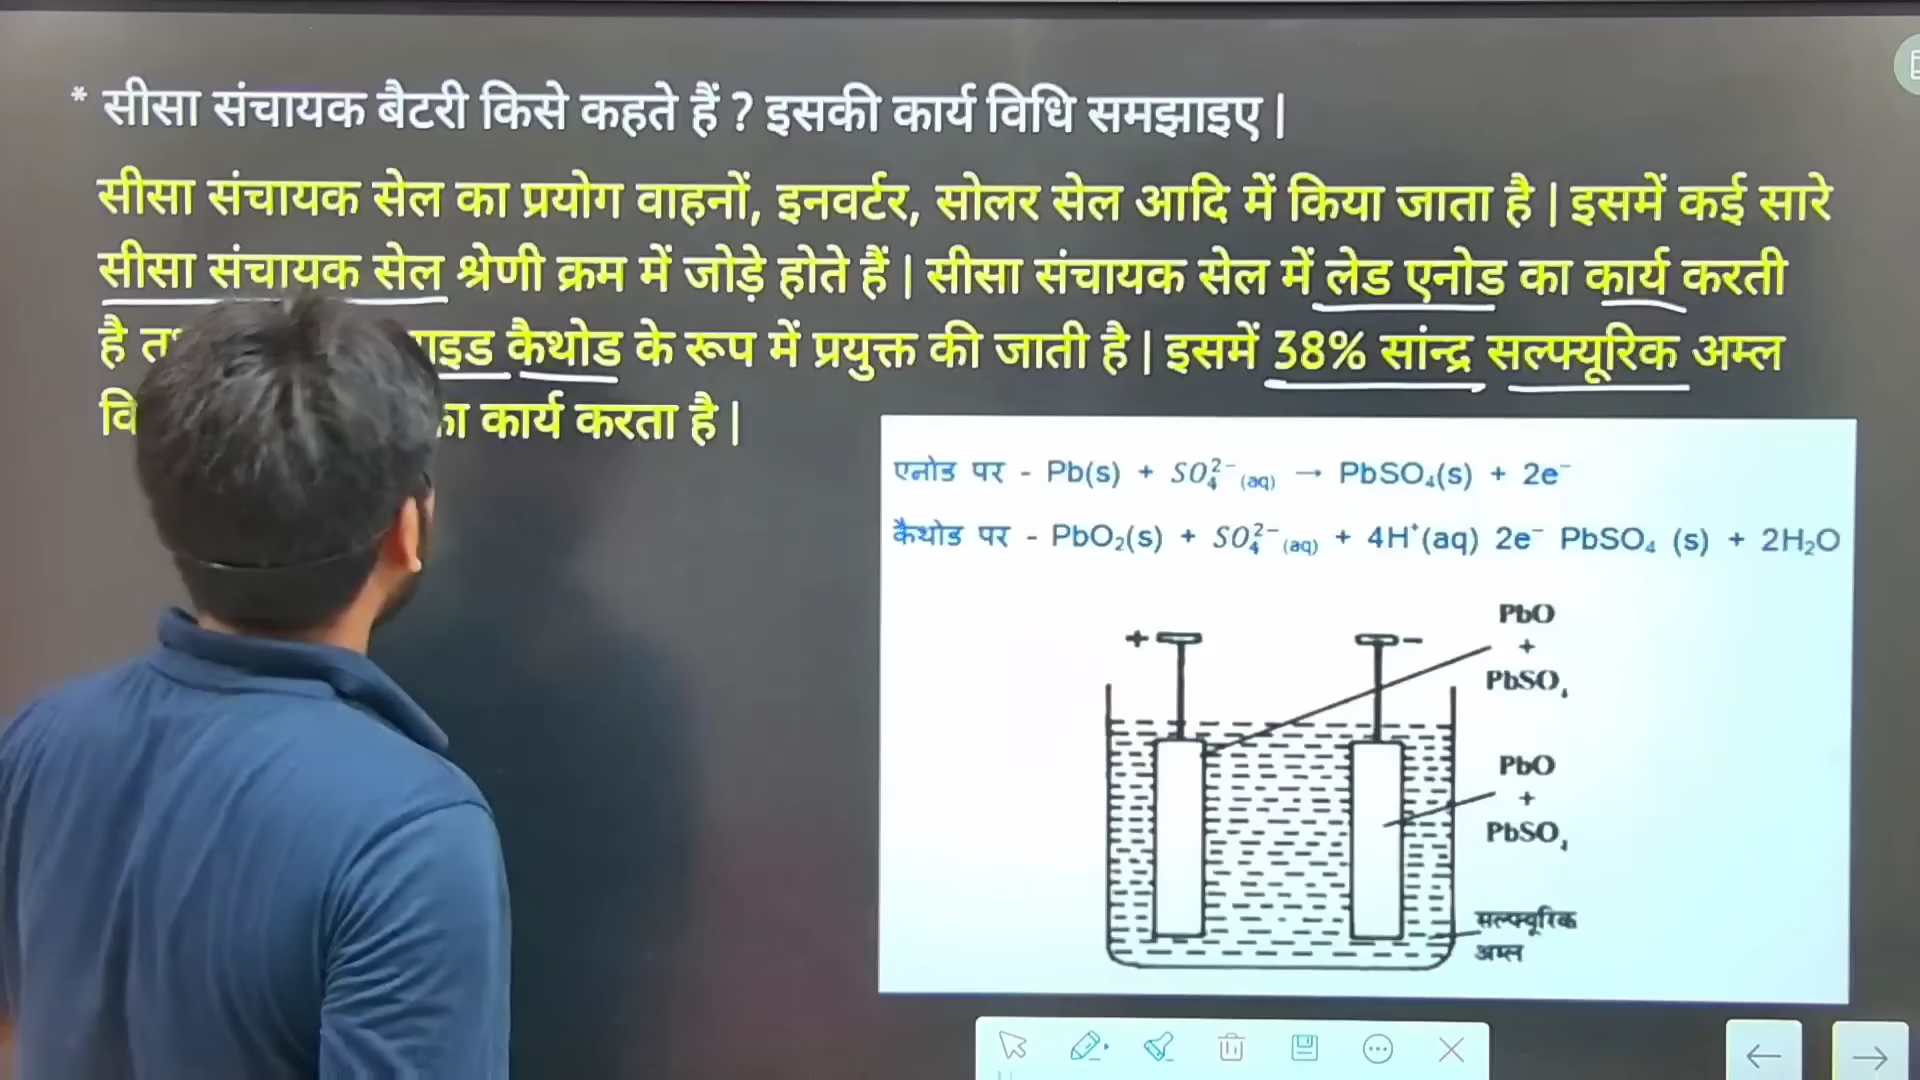 * सीसा संचायक बैटरी किसे कहते हैं ? इसकी कार्य विधि समझाइए |
सीसा संचायक सेल का प्रयोग वाहनों, इनवर्टर, सोलर सेल आदि में किया जाता है | इसमें कई सारे
सीसा संचायक सेल श्रेणी क्रम में जोड़े होते हैं | सीसा संचायक सेल में लेड एनोड का कार्य करती
है कैथोड के रूप में प्रयुक्त की जाती है | इसमें 38% सांन्द्र सल्फ्यूरिक अम्ल
कार्य करता है |
एनोड पर - Pb(s) + SO₄²⁻(aq) → PbSO₄(s) + 2e⁻
कैथोड पर - PbO₂(s) + SO₄²⁻(aq) + 4H⁺(aq) 2e⁻ PbSO₄ (s) + 2H₂O
+
−
PbO
+
PbSO₄
PbO
+
PbSO₄
सल्फ्यूरिक
अम्ल